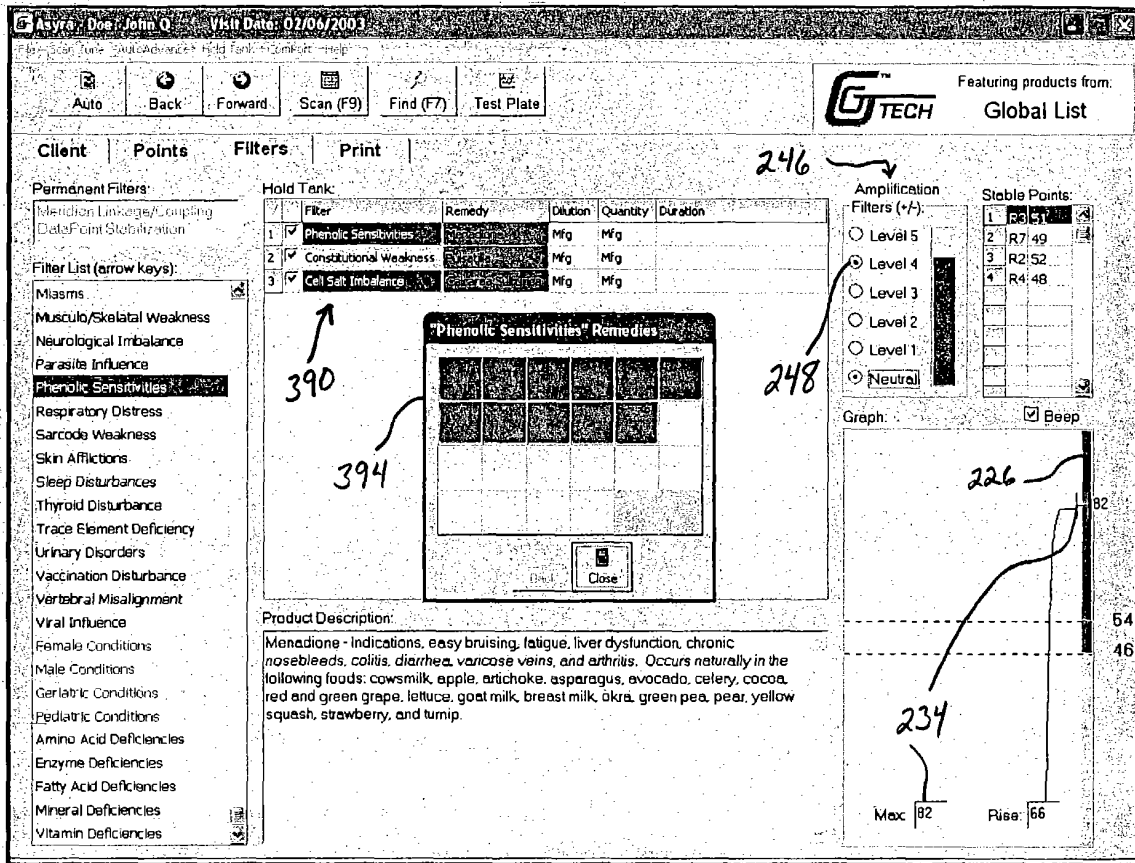 Asyra - Doe, John Q. Visit Date: 02/06/2003
File Scan Tune AutoAdvance Hold Tank Comfort Help
Auto Back Forward Scan (F9) Find (F7) Test Plate
G TECH ™
Featuring products from:
Global List
Client Points Filters Print
246
Permanent Filters:
Meridian Linkage/Coupling
DataPoint Stabilization
Filter List (arrow keys):
Miasms
Musculo/Skeletal Weakness
Neurological Imbalance
Parasite Influence
Phenolic Sensitivities
Respiratory Distress
Sarcode Weakness
Skin Afflictions
Sleep Disturbances
Thyroid Disturbance
Trace Element Deficiency
Urinary Disorders
Vaccination Disturbance
Vertebral Misalignment
Viral Influence
Female Conditions
Male Conditions
Geriatric Conditions
Pediatric Conditions
Amino Acid Deficiencies
Enzyme Deficiencies
Fatty Acid Deficiencies
Mineral Deficiencies
Vitamin Deficiencies
Hold Tank:
Filter Remedy Dilution Quantity Duration
1 Phenolic Sensitivities Mfg Mfg
2 Constitutional Weakness Mfg Mfg
3 Cell Salt Imbalance Mfg Mfg
390
"Phenolic Sensitivities" Remedies
394
Back Close
Product Description:
Menadione - Indications, easy bruising, fatigue, liver dysfunction, chronic
nosebleeds, colitis, diarrhea, varicose veins, and arthritis. Occurs naturally in the
following foods: cowsmilk, apple, artichoke, asparagus, avocado, celery, cocoa,
red and green grape, lettuce, goat milk, breast milk, okra, green pea, pear, yellow
squash, strawberry, and turnip.
Amplification
Filters (+/-):
Level 5
Level 4
Level 3
Level 2
Level 1
Neutral
248
Stable Points:
1 R3 51
2 R7 49
3 R2 52
4 R4 48
Graph: Beep
226
82
54
46
234
Max: 82 Rise: 66